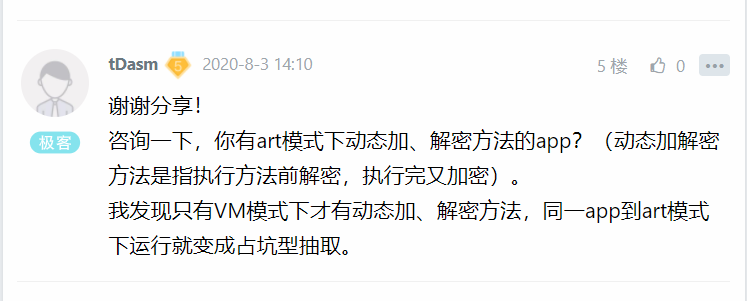 tDasm 5 2020-8-3 14:10 5 楼 0
极客
谢谢分享！
咨询一下，你有art模式下动态加、解密方法的app？（动态加解密
方法是指执行方法前解密，执行完又加密）。
我发现只有VM模式下才有动态加、解密方法，同一app到art模式
下运行就变成占坑型抽取。